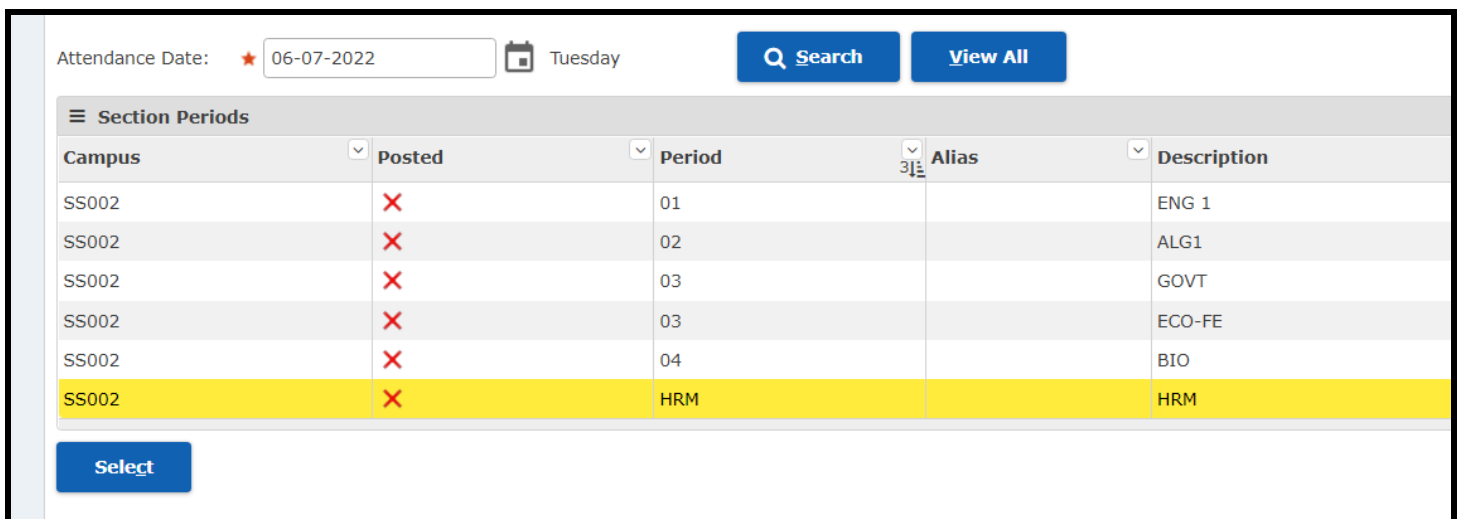 Attendance Date: 06-07-2022 Tuesday Search View All
Section Periods
Campus Posted Period 3 Alias Description
SS002 01 ENG 1
SS002 02 ALG1
SS002 03 GOVT
SS002 03 ECO-FE
SS002 04 BIO
SS002 HRM HRM
Select